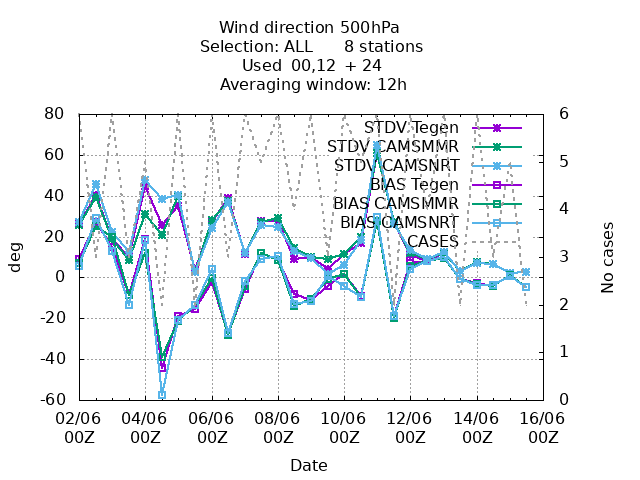 Wind direction 500hPa
Selection: ALL 8 stations
Used 00,12 + 24
Averaging window: 12h
80
60
40
20
0
-20
-40
-60
deg
6
5
4
3
2
1
0
No cases
STDV Tegen
STDV CAMSMMR
STDV CAMSNRT
BIAS Tegen
BIAS CAMSMMR
BIAS CAMSNRT
CASES
02/06 04/06 06/06 08/06 10/06 12/06 14/06 16/06
00Z 00Z 00Z 00Z 00Z 00Z 00Z 00Z
Date